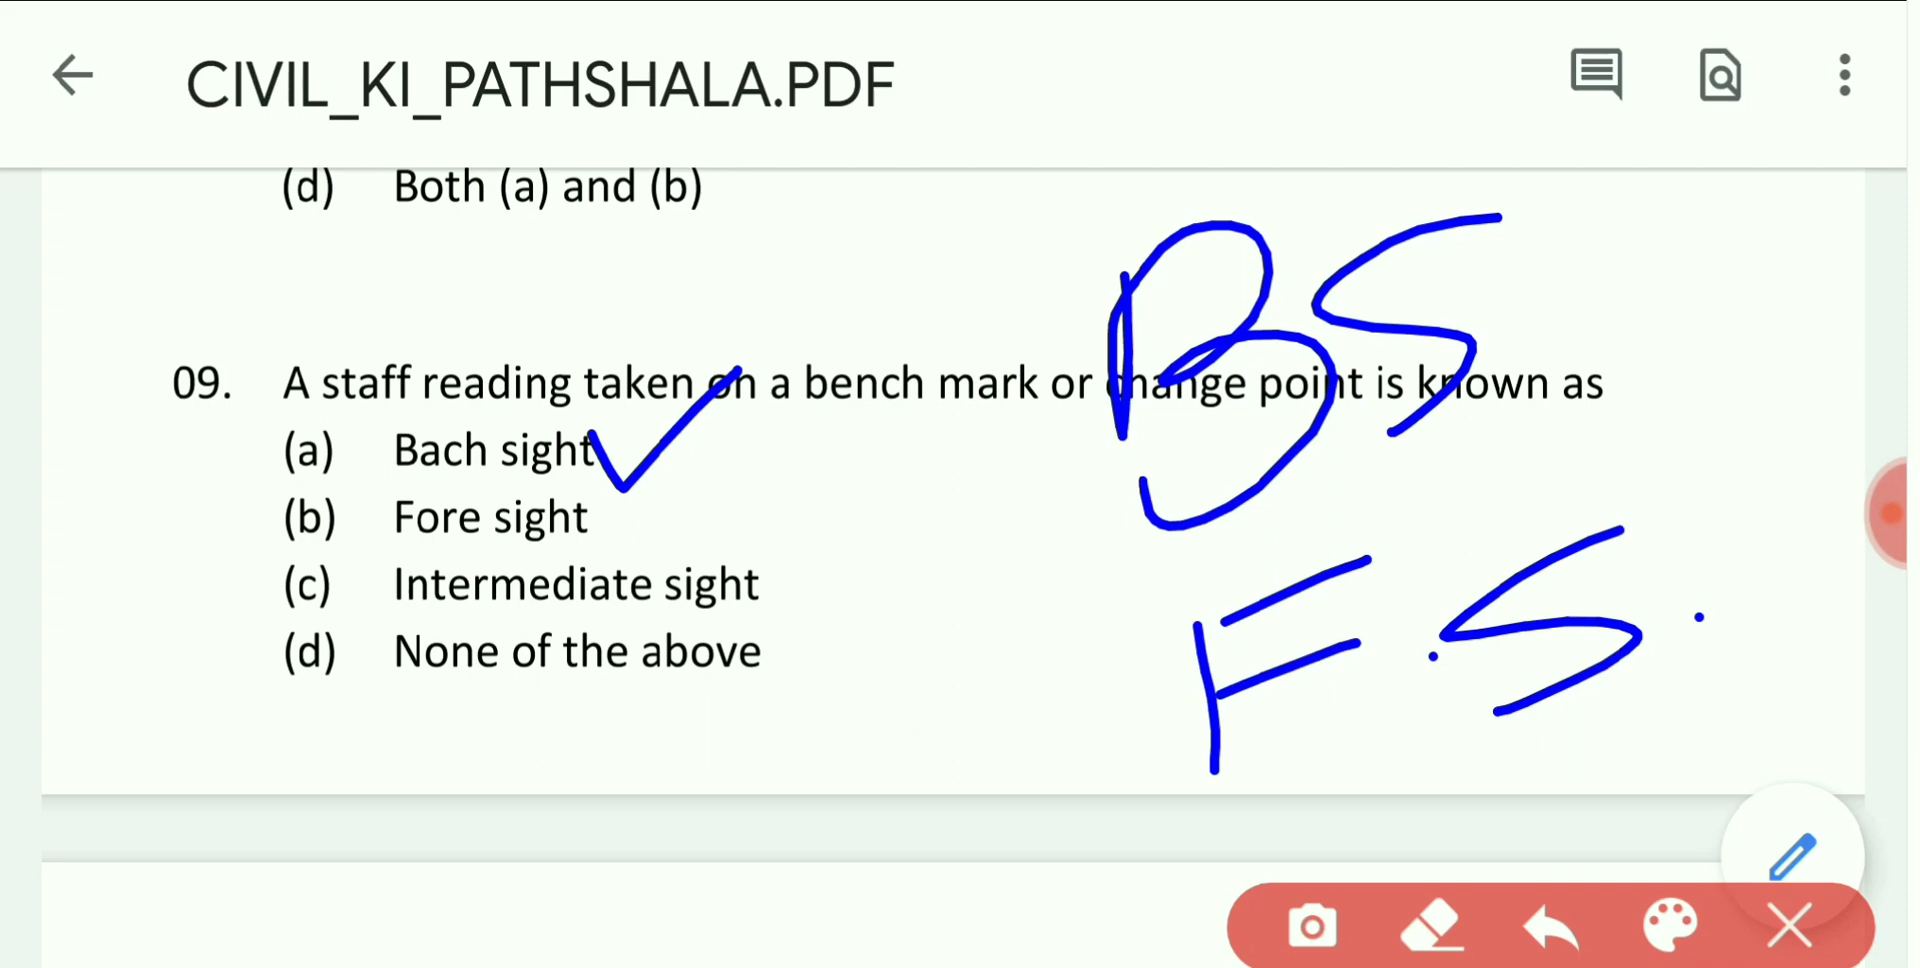 CIVIL_KI_PATHSHALA.PDF
(d) Both (a) and (b)
BS
09. A staff reading taken on a bench mark or change point is known as
(a) Bach sight
(b) Fore sight
(c) Intermediate sight
(d) None of the above
F.S.